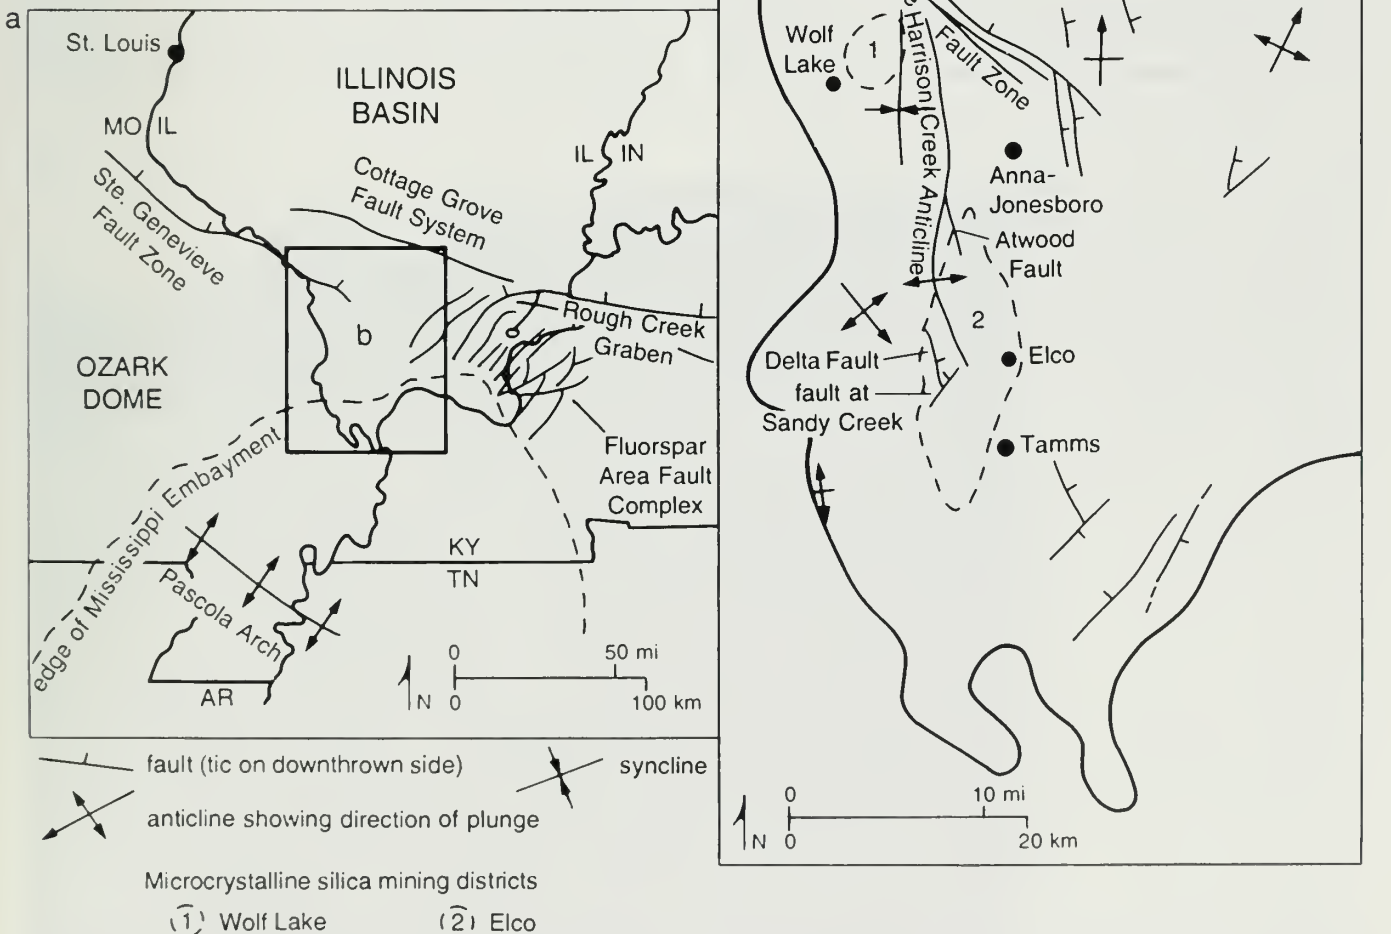 a
St. Louis
ILLINOIS
BASIN
MO IL
IL IN
Cottage Grove
Fault System
Ste. Genevieve
Fault Zone
b
Rough Creek
Graben
OZARK
DOME
Fluorspar
Area Fault
Complex
edge of Mississippi Embayment
KY
TN
Pascola Arch
AR
0 50 mi
N 0 100 km
Wolf
Lake
1
Harrison Creek Anticline
Fault Zone
Anna-
Jonesboro
Atwood
Fault
2
Delta Fault
Elco
fault at
Sandy Creek
Tamms
0 10 mi
N 0 20 km
fault (tic on downthrown side)
syncline
anticline showing direction of plunge
Microcrystalline silica mining districts
1 Wolf Lake 2 Elco